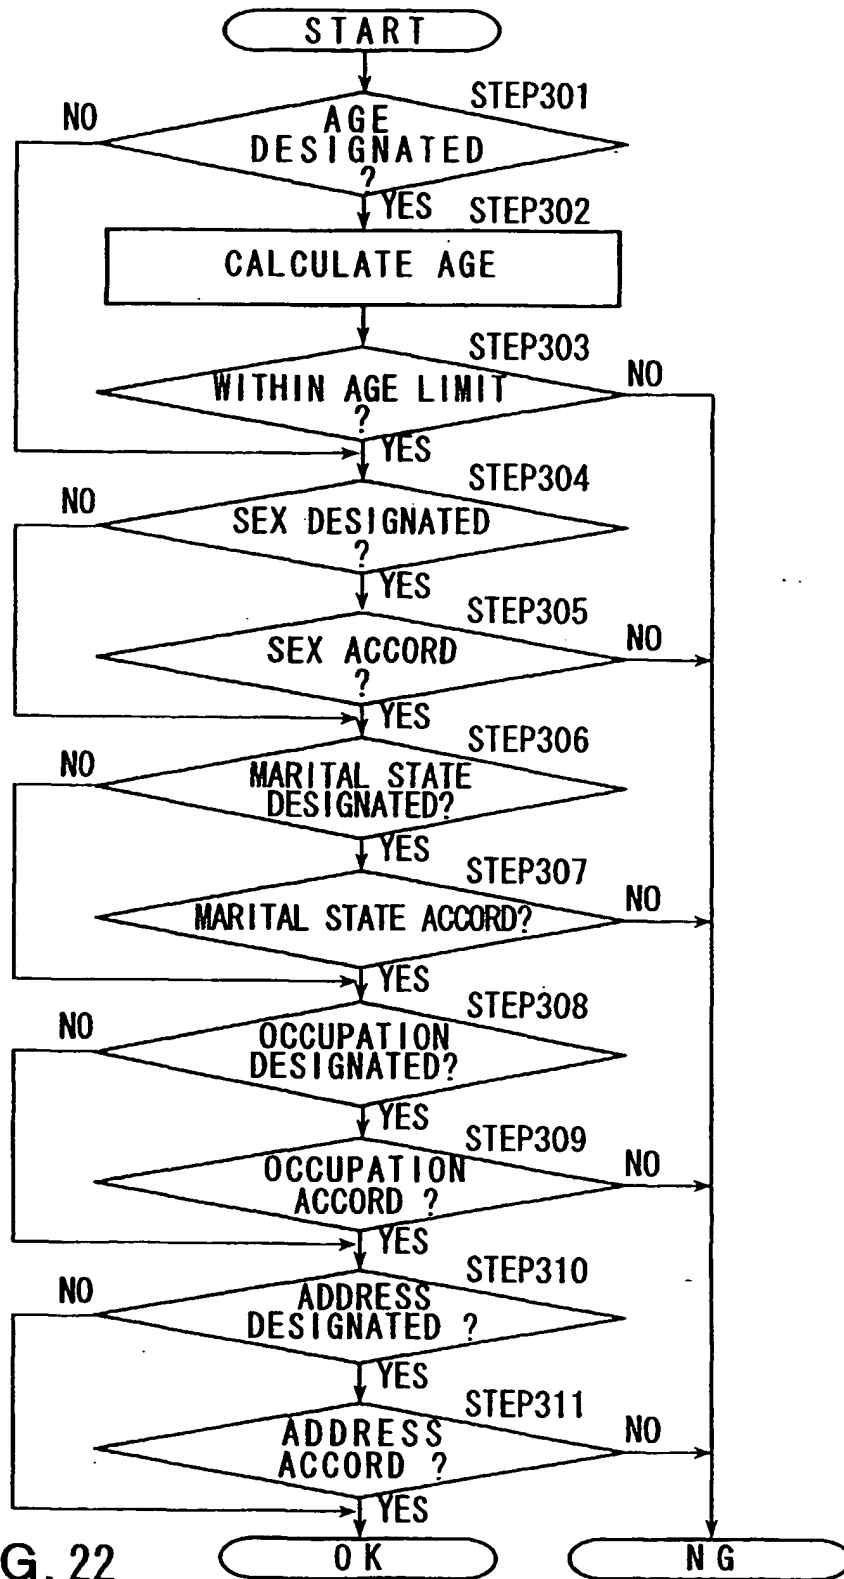 START
STEP301
NO
AGE
DESIGNATED
?
YES
STEP302
CALCULATE AGE
STEP303
WITHIN AGE LIMIT
?
NO
YES
STEP304
NO
SEX DESIGNATED
?
YES
STEP305
SEX ACCORD
?
NO
YES
STEP306
NO
MARITAL STATE
DESIGNATED?
YES
STEP307
MARITAL STATE ACCORD?
NO
YES
STEP308
NO
OCCUPATION
DESIGNATED?
YES
STEP309
OCCUPATION
ACCORD ?
NO
YES
STEP310
NO
ADDRESS
DESIGNATED ?
YES
STEP311
ADDRESS
ACCORD ?
NO
YES
G. 22
OK
NG